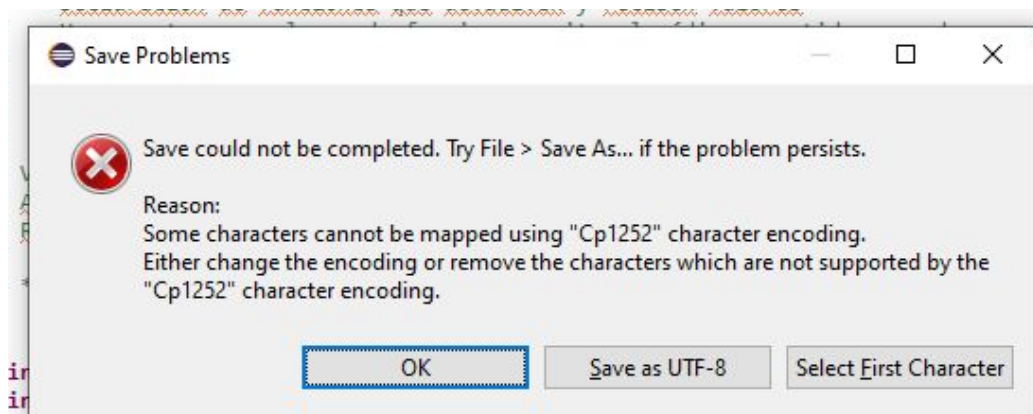 Save Problems
Save could not be completed. Try File > Save As... if the problem persists.
Reason:
Some characters cannot be mapped using "Cp1252" character encoding.
Either change the encoding or remove the characters which are not supported by the
"Cp1252" character encoding.
OK
Save as UTF-8
Select First Character